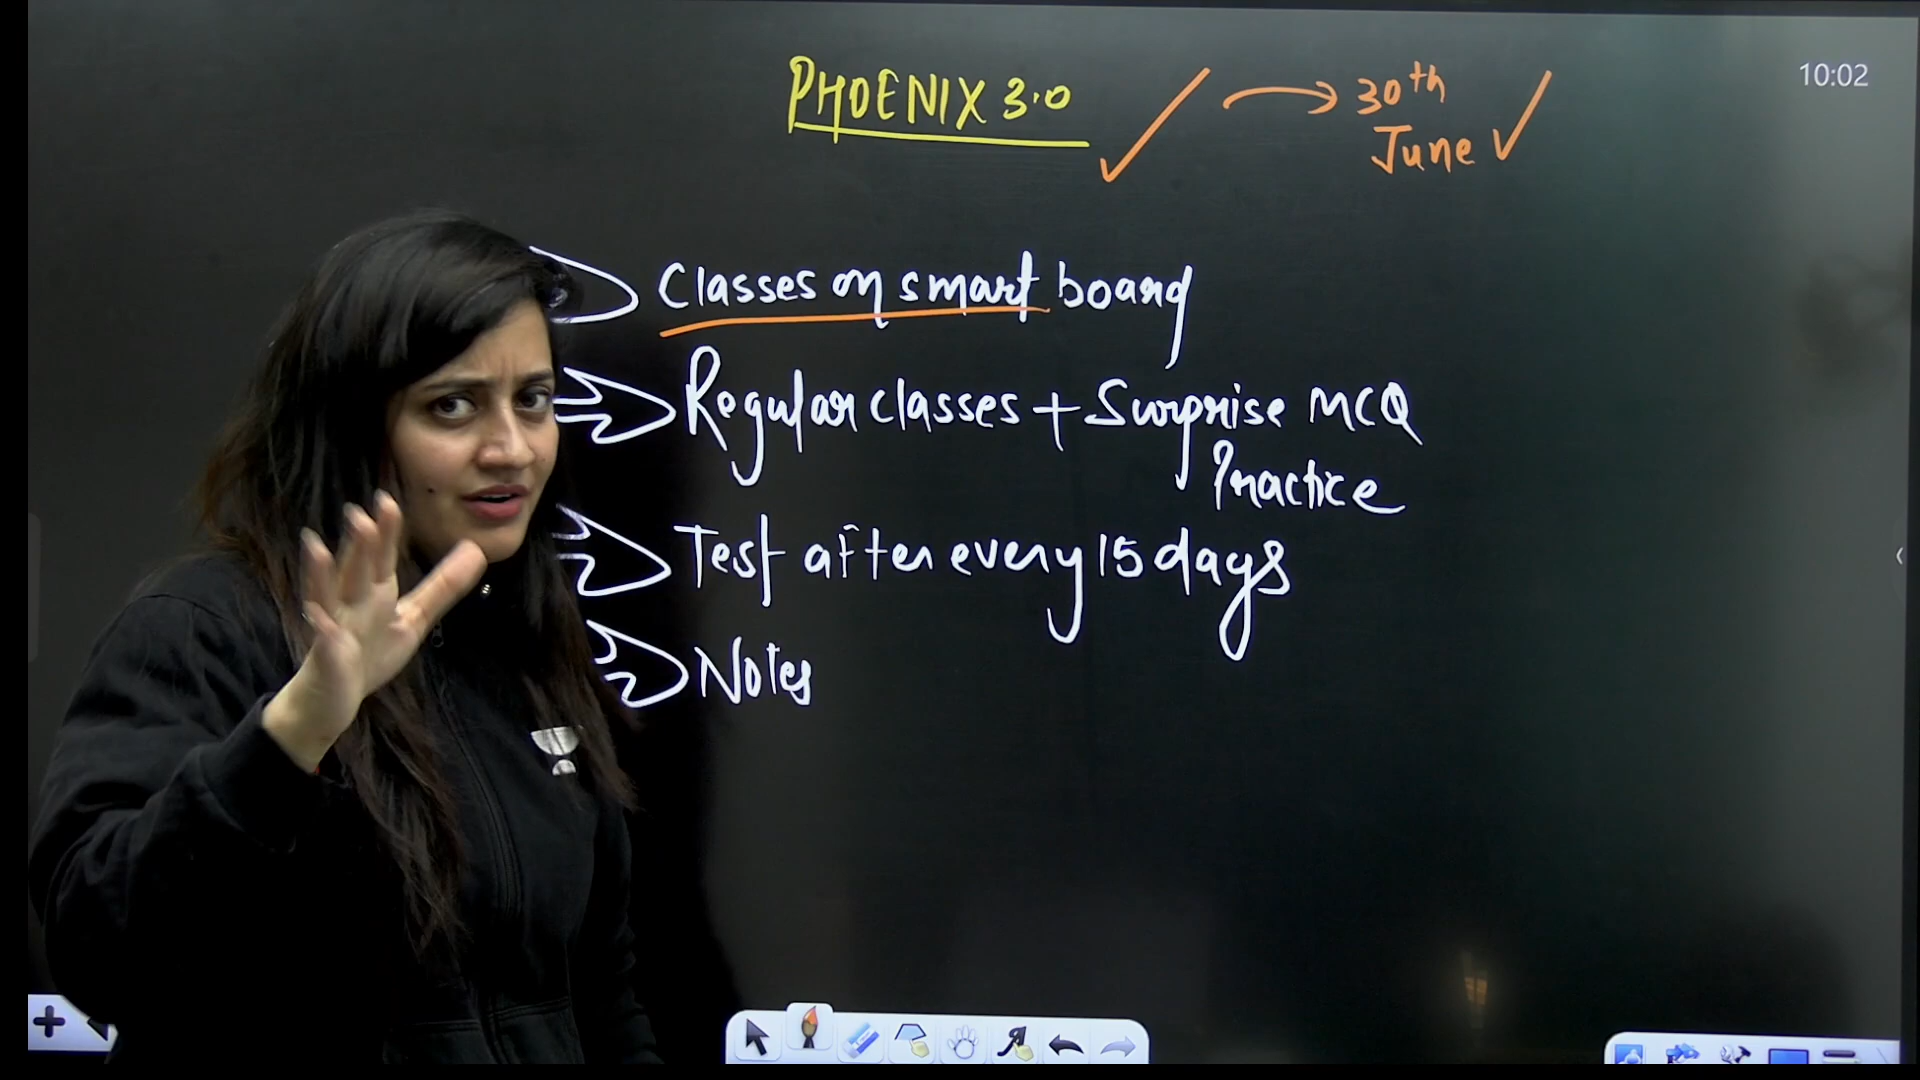 PHOENIX 3.0 → 30th
June
10:02
Classes on smart board
Regular classes + Surprise MCQ
Practice
Test after every 15 days
Notes